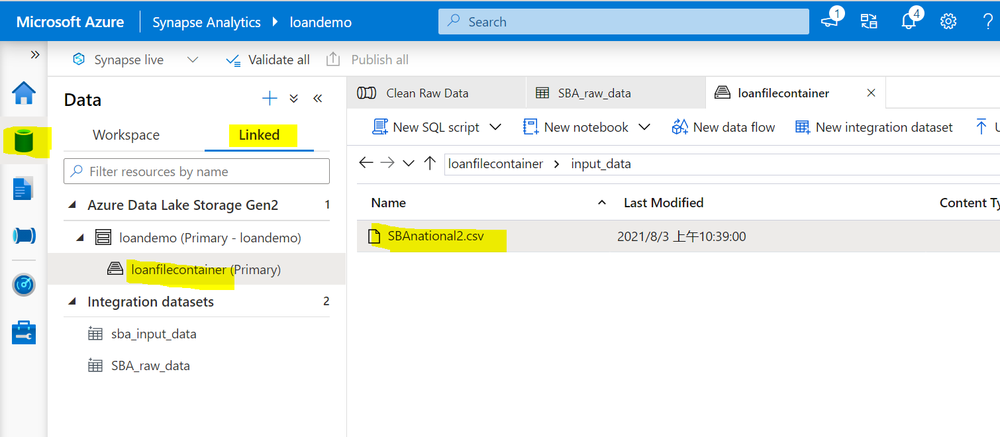 Microsoft Azure Synapse Analytics loandemo Search 1 4
Synapse live Validate all Publish all
Data
Workspace Linked
Filter resources by name
Azure Data Lake Storage Gen2 1
loandemo (Primary - loandemo)
loanfilecontainer (Primary)
Integration datasets 2
sba_input_data
SBA_raw_data
Clean Raw Data SBA_raw_data loanfilecontainer
New SQL script New notebook New data flow New integration dataset U
loanfilecontainer > input_data
Name Last Modified Content Ty
SBAnational2.csv 2021/8/3 上午10:39:00